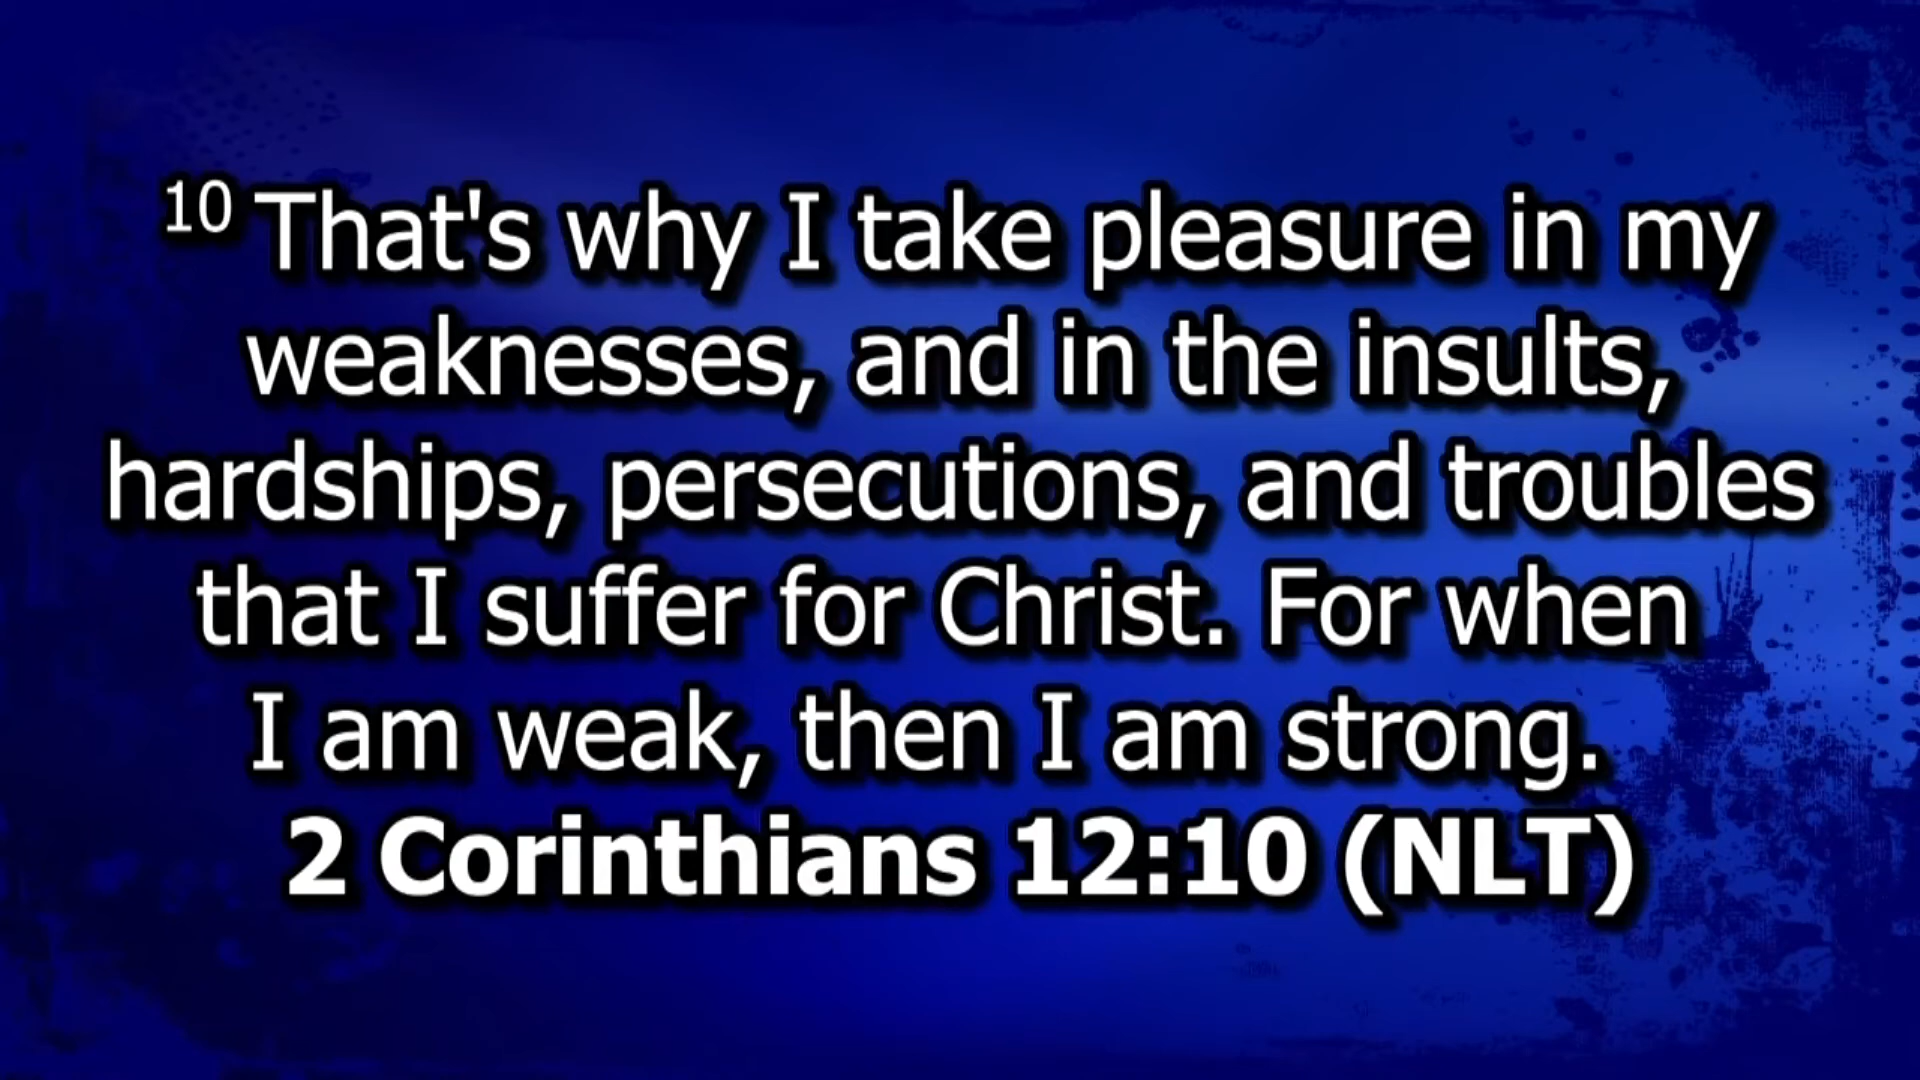 10 That's why I take pleasure in my
weaknesses, and in the insults,
hardships, persecutions, and troubles
that I suffer for Christ. For when
I am weak, then I am strong.
2 Corinthians 12:10 (NLT)